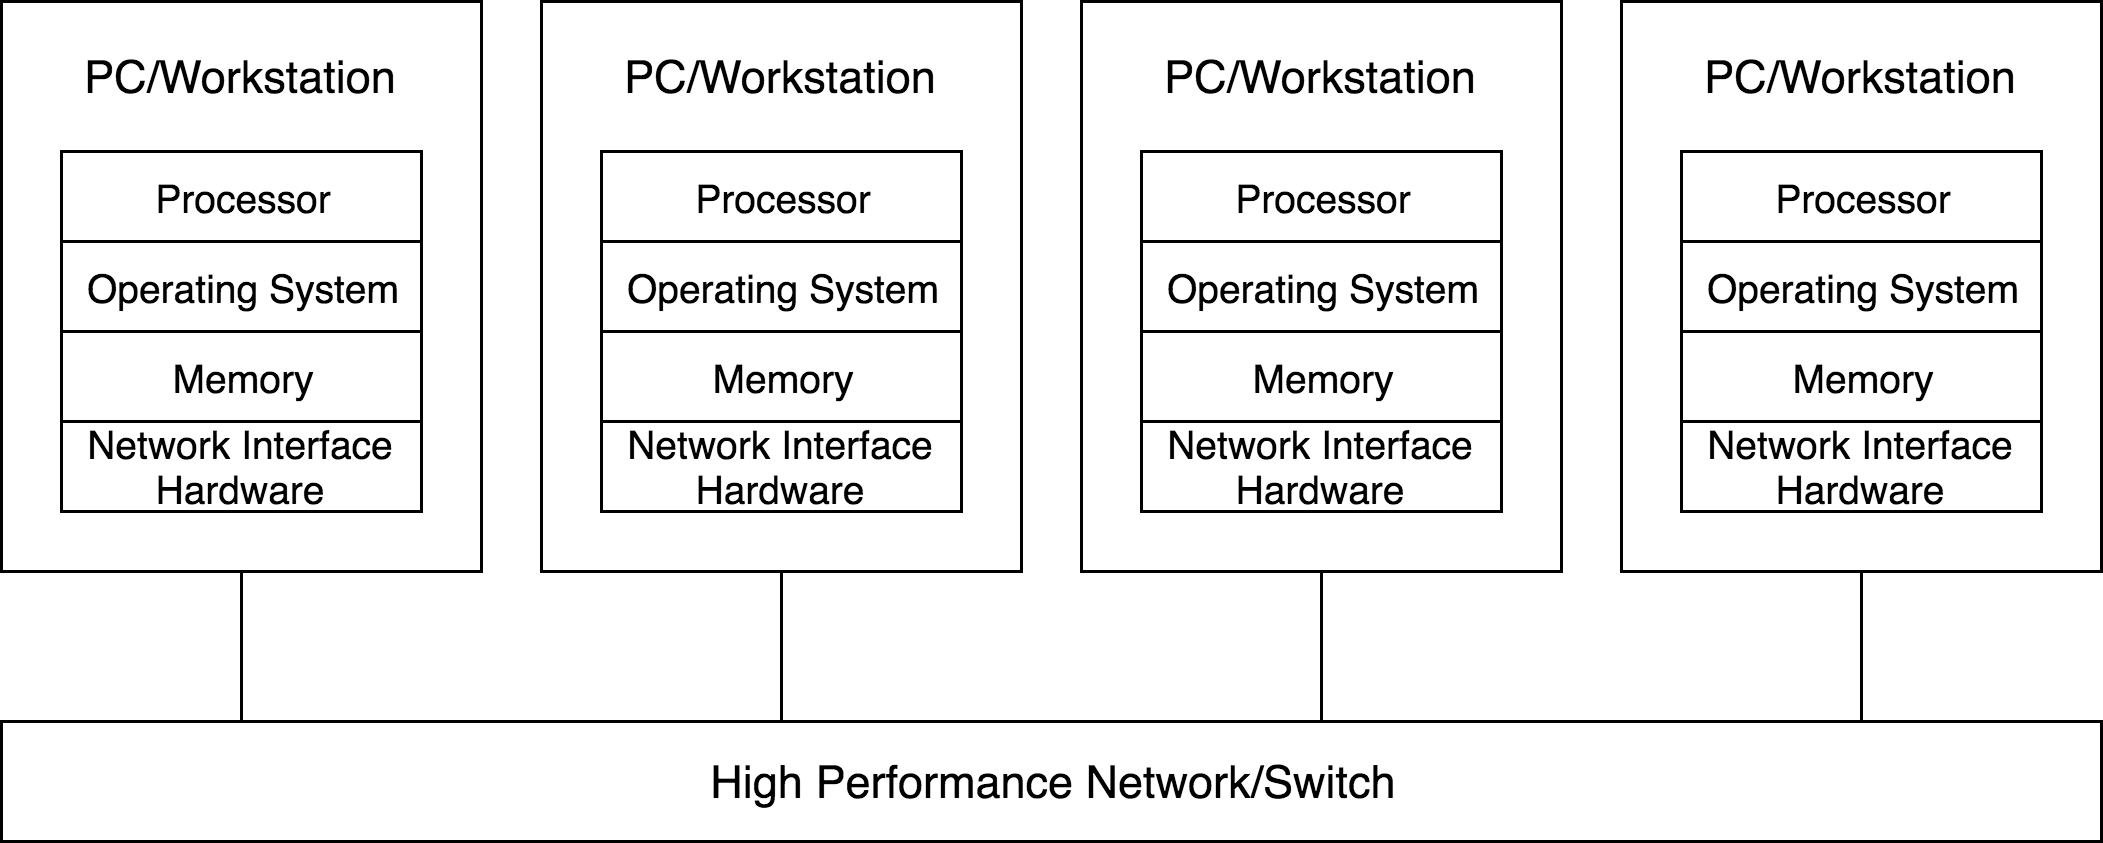 PC/Workstation
Processor
Operating System
Memory
Network Interface
Hardware
PC/Workstation
Processor
Operating System
Memory
Network Interface
Hardware
PC/Workstation
Processor
Operating System
Memory
Network Interface
Hardware
PC/Workstation
Processor
Operating System
Memory
Network Interface
Hardware
High Performance Network/Switch